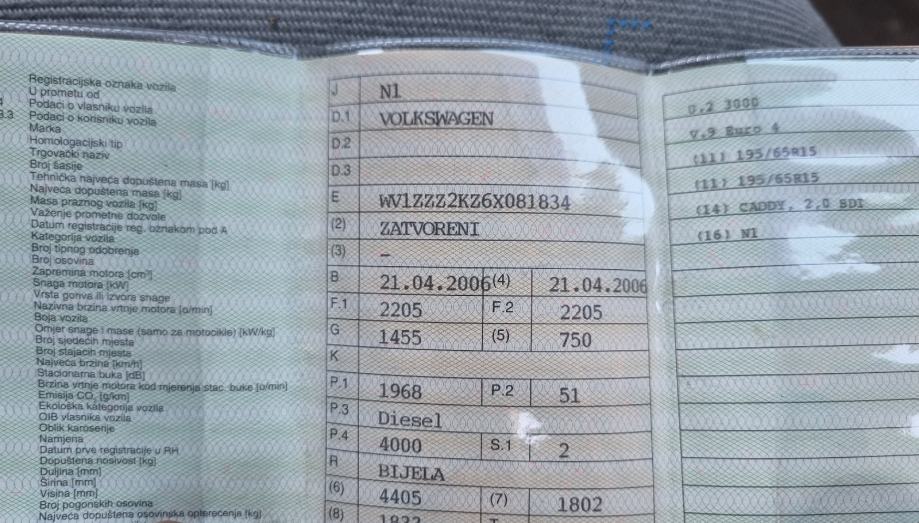 Registracijska oznaka vozila
U prometu od
Podaci o vlasniku vozila
3.3 Podaci o korisniku vozila
Marka
Homologacijski tip
Trgovački naziv
Broj šasije
Tehnička najveća dopuštena masa [kg]
Najveća dopuštena masa [kg]
Masa praznog vozila [kg]
Važenje prometne dozvole
Datum registracije reg. oznakom pod A
Kategorija vozila
Broj tipnog odobrenje
Broj osovina
Zapremina motora [cm³]
Snaga motora [kW]
Vrsta goriva ili izvora snage
Nazivna brzina vrtnje motora [o/min]
Boja vozila
Omjer snage i mase (samo za motocikle) [kW/kg]
Broj sjedećih mjesta
Broj stajaćih mjesta
Najveća brzina [km/h]
Stacionarna buka [dB]
Brzina vrtnje motora kod mjerenja stac. buke [o/min]
Emisija CO₂ [g/km]
Ekološka kategorija vozila
OIB vlasnika vozila
Oblik karoserije
Namjena
Datum prve registracije u RH
Dopuštena nosivost [kg]
Duljina [mm]
Širina [mm]
Visina [mm]
Broj pogonskih osovina
Najveća dopuštena osovinska opterećenja [kg]
J N1
D.1 VOLKSWAGEN
D.2
D.3
E WV1ZZZ2KZ6X081834
(2) ZATVORENI
(3) –
B 21.04.2006 (4) 21.04.2006
F.1 2205 F.2 2205
G 1455 (5) 750
K
P.1 1968 P.2 51
P.3 Diesel
P.4 4000 S.1 2
R BIJELA
(6) 4405 (7) 1802
(8)
U.2 3000
V.9 Euro 4
(11) 195/65R15
(11) 195/65R15
(14) CADDY, 2,0 SDI
(16) N1